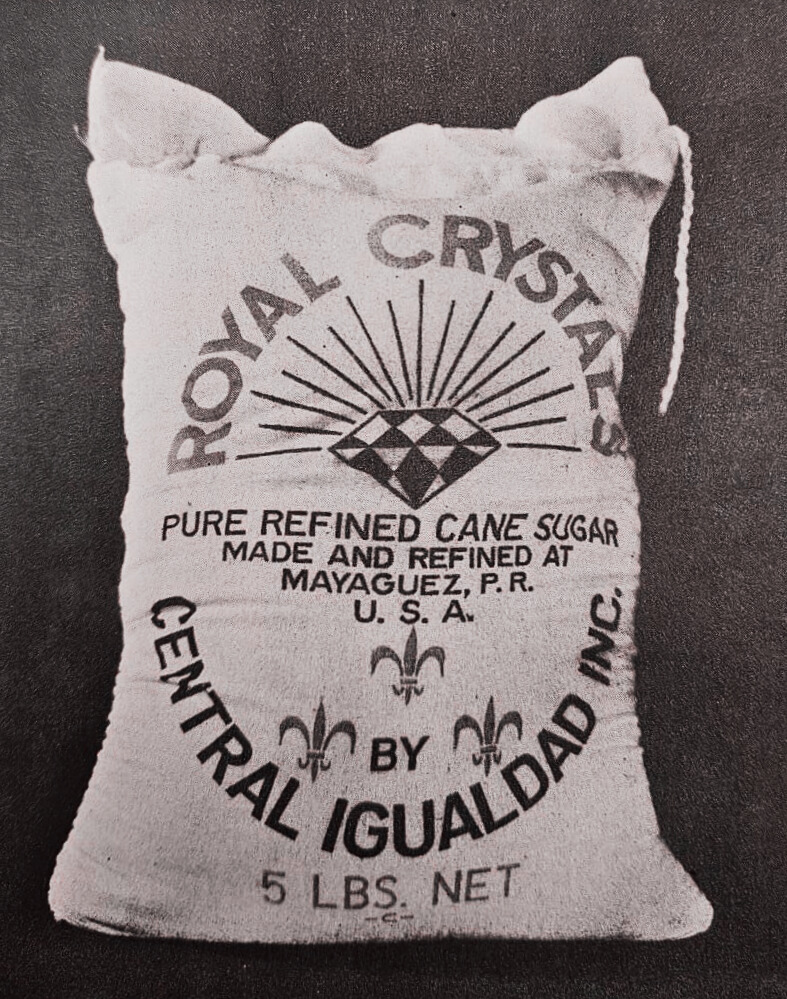 ROYAL CRYSTALS
PURE REFINED CANE SUGAR
MADE AND REFINED AT
MAYAGUEZ, P.R.
U. S. A.
BY
CENTRAL IGUALDAD INC.
5 LBS. NET
-C-